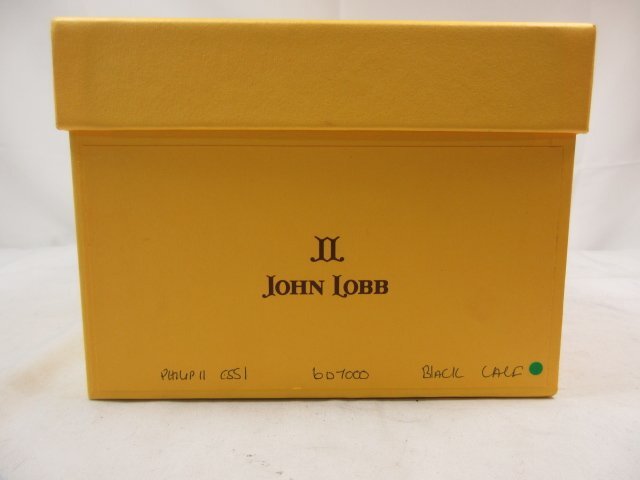 JL
JOHN LOBB
PHILIP II 0551 6D7000 BLACK CALF